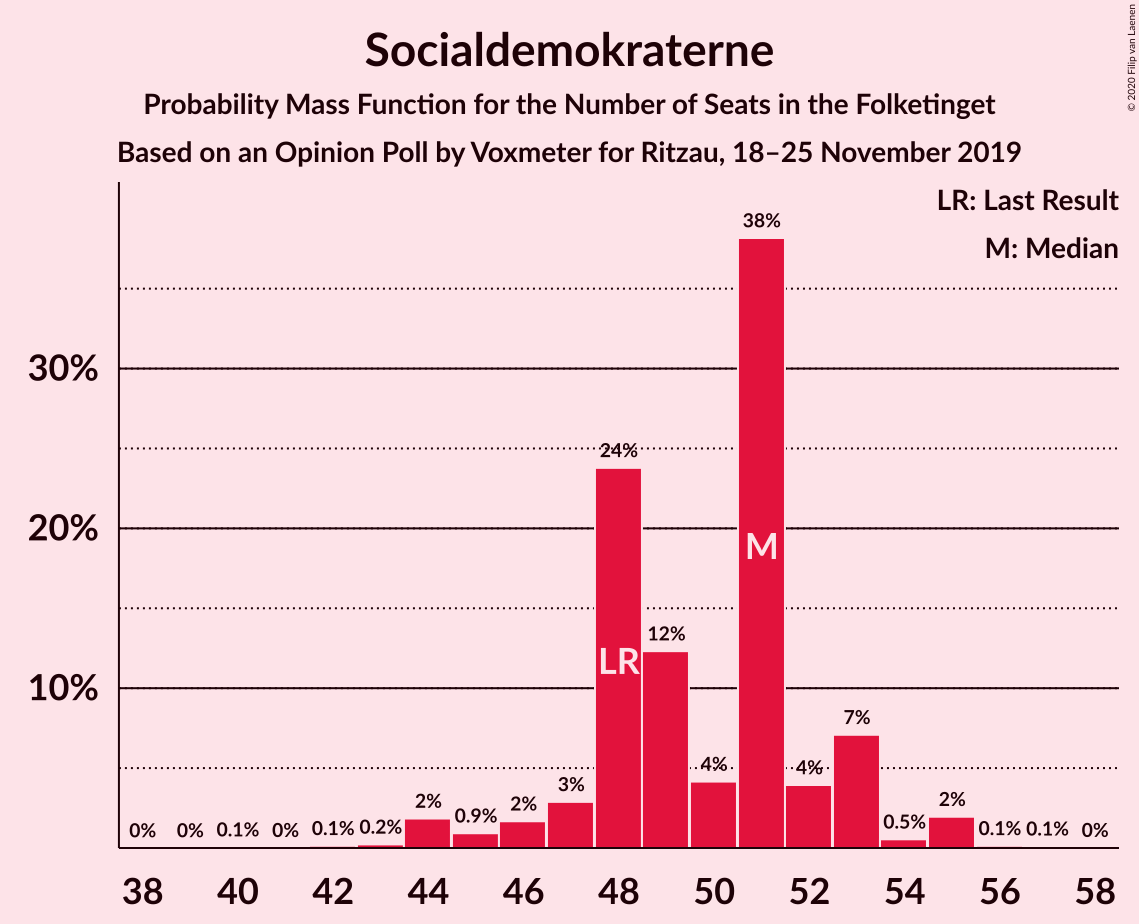 Socialdemokraterne
Probability Mass Function for the Number of Seats in the Folketinget
Based on an Opinion Poll by Voxmeter for Ritzau, 18–25 November 2019
© 2020 Filip van Laenen
LR: Last Result
M: Median
38%
30%
24%
20%
M
12%
LR
10%
7%
4%
4%
3%
2%
0.9%
2%
0.5%
2%
0%
0%
0.1%
0%
0.1%
0.2%
0.1%
0.1%
0%
38 40 42 44 46 48 50 52 54 56 58